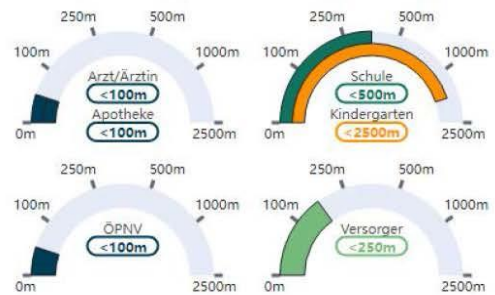 250m 500m
100m 1000m
Arzt/Ärztin
<100m
Apotheke
<100m
0m 2500m
250m 500m
100m 1000m
Schule
<500m
Kindergarten
<2500m
0m 2500m
250m 500m
100m 1000m
ÖPNV
<100m
0m 2500m
250m 500m
100m 1000m
Versorger
<250m
0m 2500m